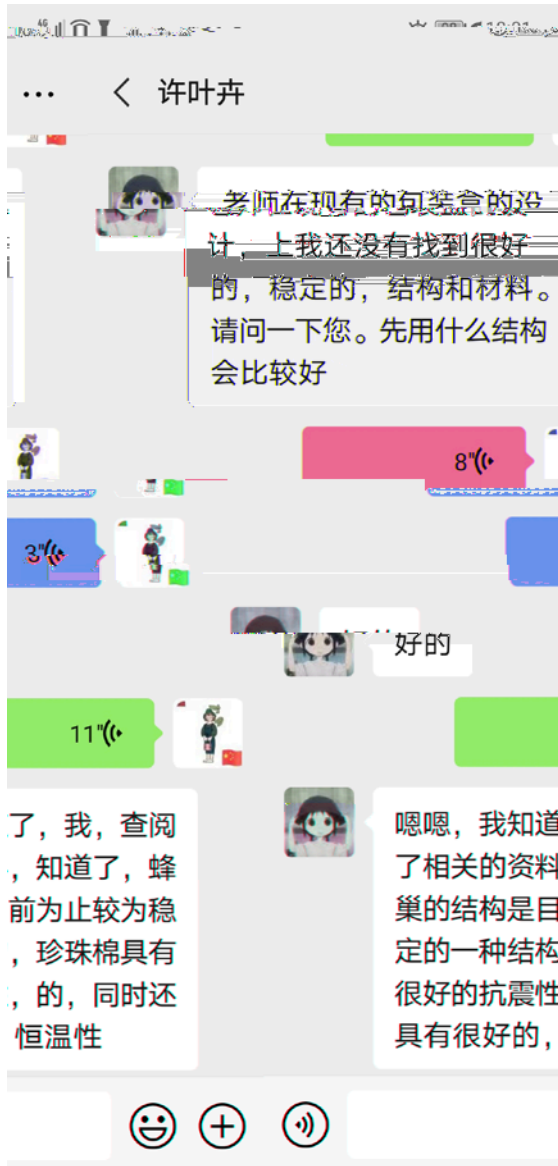 许叶卉
老师在现有的包装盒的设
计，上我还没有找到很好
的，稳定的，结构和材料。
请问一下您。先用什么结构
会比较好
8"
3"
好的
11"
了，我，查阅
，知道了，蜂
前为止较为稳
，珍珠棉具有
，的，同时还
恒温性
嗯嗯，我知道
了相关的资料
巢的结构是目
定的一种结构
很好的抗震性
具有很好的，